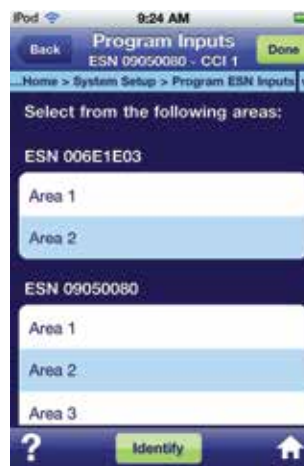 iPod 9:24 AM
Back Program Inputs Done
ESN 09050080 - CCI 1
...Home > System Setup > Program ESN Inputs
Select from the following areas:
ESN 006E1E03
Area 1
Area 2
ESN 09050080
Area 1
Area 2
Area 3
? Identify